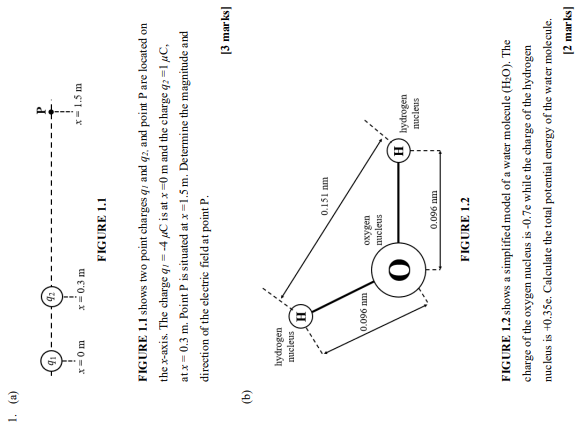 1. (a)
q1 q2 P
x = 0 m x = 0.3 m x = 1.5 m
FIGURE 1.1
FIGURE 1.1 shows two point charges q1 and q2, and point P are located on
the x-axis. The charge q1 = -4 μC is at x =0 m and the charge q2 =1 μC,
at x = 0.3 m. Point P is situated at x =1.5 m. Determine the magnitude and
direction of the electric field at point P.
[3 marks]
(b)
hydrogen
nucleus
H
0.151 nm
0.096 nm
oxygen
nucleus
O
H
hydrogen
nucleus
0.096 nm
FIGURE 1.2
FIGURE 1.2 shows a simplified model of a water molecule (H2O). The
charge of the oxygen nucleus is -0.7e while the charge of the hydrogen
nucleus is +0.35e. Calculate the total potential energy of the water molecule.
[2 marks]